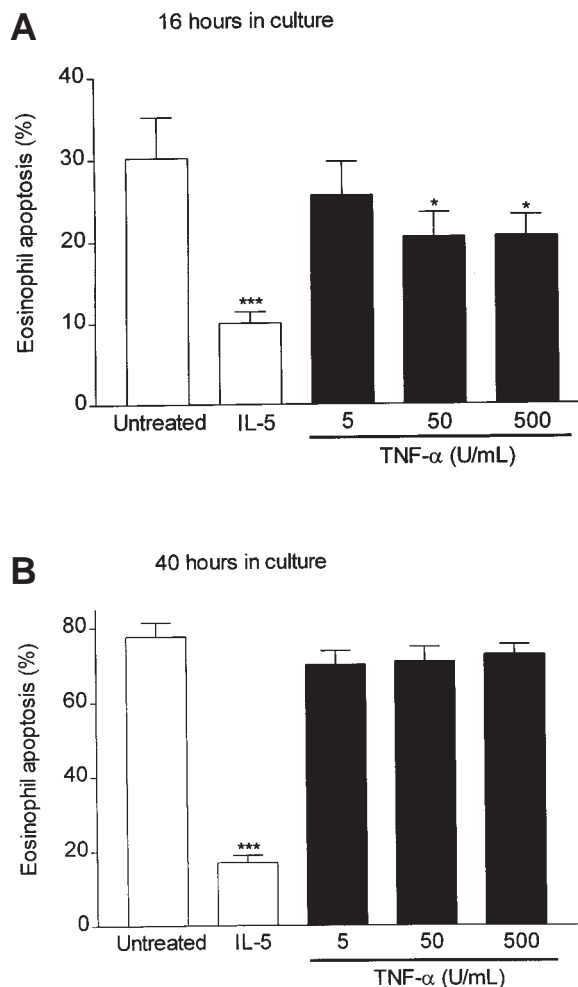 A
16 hours in culture
Eosinophil apoptosis (%)
40
30
20
10
0
***
*
*
Untreated IL-5 5 50 500
TNF-α (U/mL)
B
40 hours in culture
Eosinophil apoptosis (%)
80
60
40
20
0
***
Untreated IL-5 5 50 500
TNF-α (U/mL)